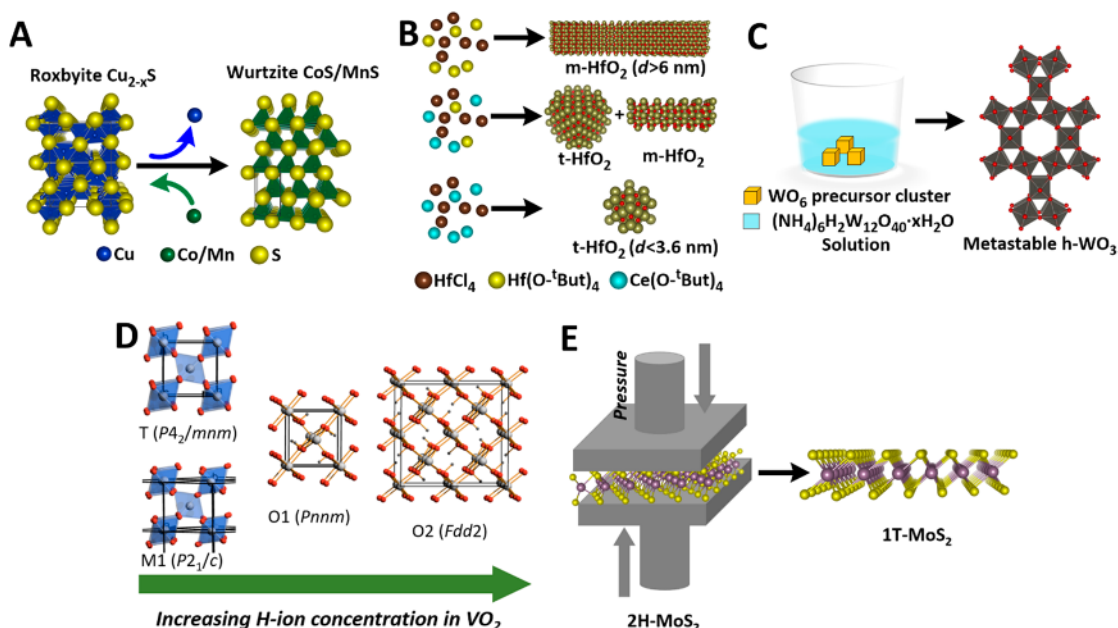 A
Roxbyite Cu₂₋ₓS
Wurtzite CoS/MnS
Cu
Co/Mn
S
B
m-HfO₂ (d>6 nm)
+
t-HfO₂
m-HfO₂
t-HfO₂ (d<3.6 nm)
HfCl₄
Hf(O-ᵗBut)₄
Ce(O-ᵗBut)₄
C
WO₆ precursor cluster
(NH₄)₆H₂W₁₂O₄₀·xH₂O
Solution
Metastable h-WO₃
D
T (P4₂/mnm)
M1 (P2₁/c)
O1 (Pnnm)
O2 (Fdd2)
Increasing H-ion concentration in VO₂
E
Pressure
2H-MoS₂
1T-MoS₂